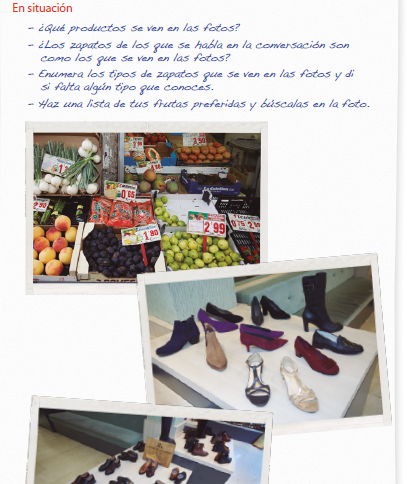 En situación
- ¿Qué productos se ven en las fotos?
- ¿Los zapatos de los que se habla en la conversación son
como los que se ven en las fotos?
- Enumera los tipos de zapatos que se ven en las fotos y di
si falta algún tipo que conoces.
- Haz una lista de tus frutas preferidas y búscalas en la foto.
2'99